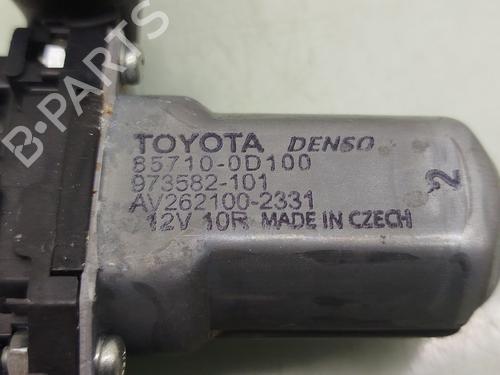 TOYOTA DENSO
85710-0D100
973582-101
AV262100-2331
12V 10R MADE IN CZECH
2
B-PARTS